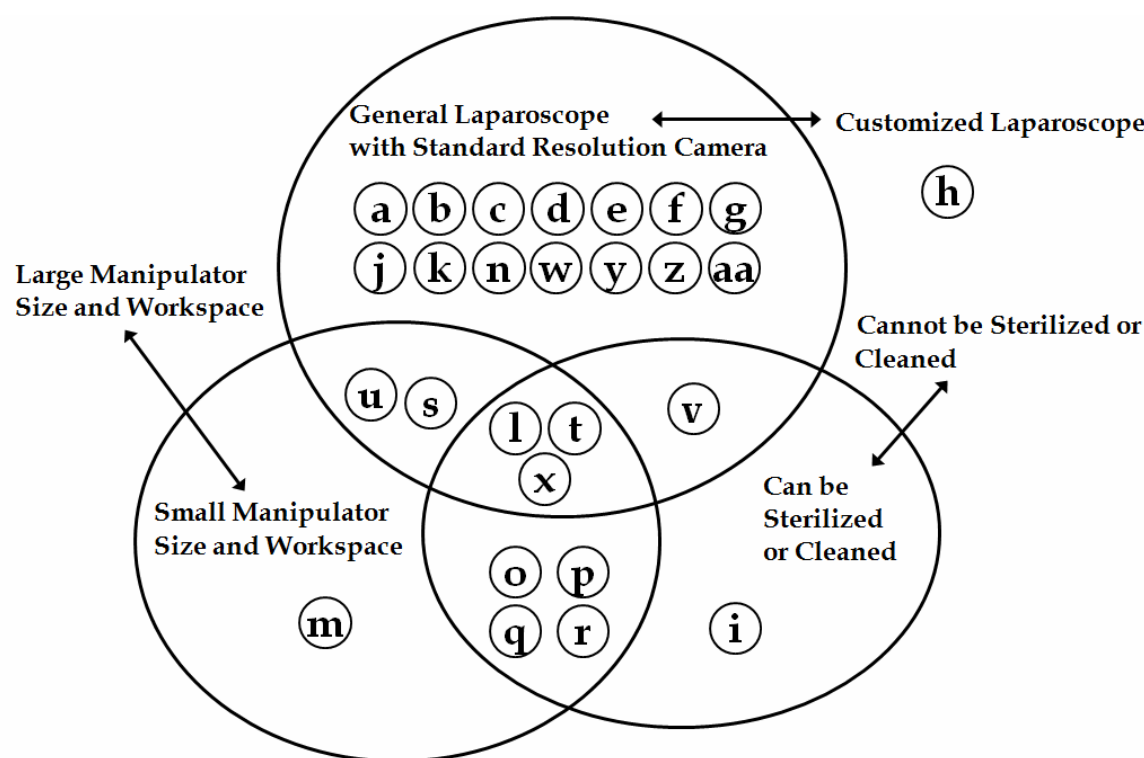 General Laparoscope
with Standard Resolution Camera
Customized Laparoscope
h
a b c d e f g
j k n w y z aa
Large Manipulator
Size and Workspace
Cannot be Sterilized or
Cleaned
u s
l t
x
v
Small Manipulator
Size and Workspace
Can be
Sterilized
or Cleaned
o p
q r
m
i